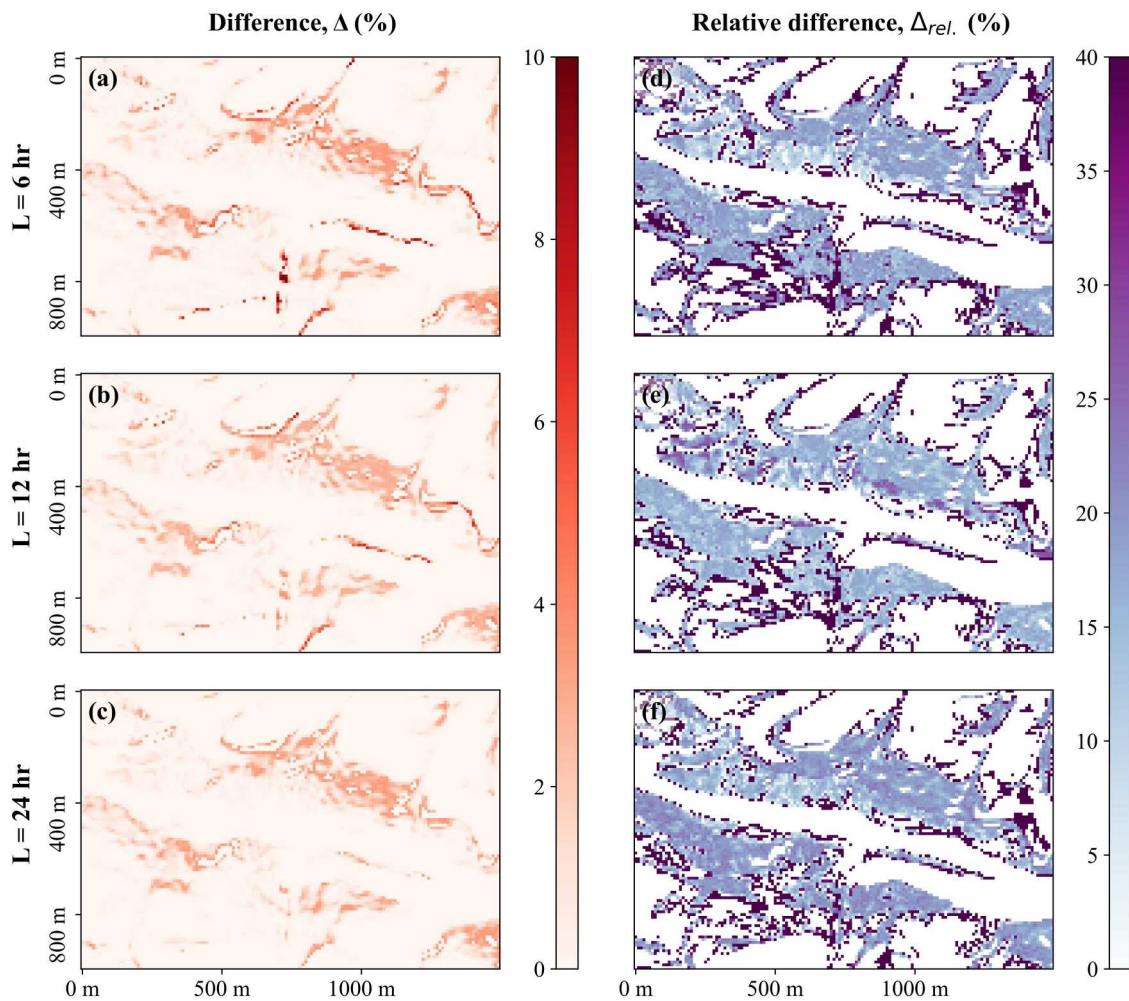 Difference, Δ (%)
Relative difference, Δrel. (%)
L = 6 hr
0 m
400 m
800 m
(a)
10
8
6
4
2
0
(d)
40
35
30
25
20
15
10
5
0
L = 12 hr
0 m
400 m
800 m
(b)
(e)
L = 24 hr
0 m
400 m
800 m
(c)
(f)
0 m
500 m
1000 m
0 m
500 m
1000 m